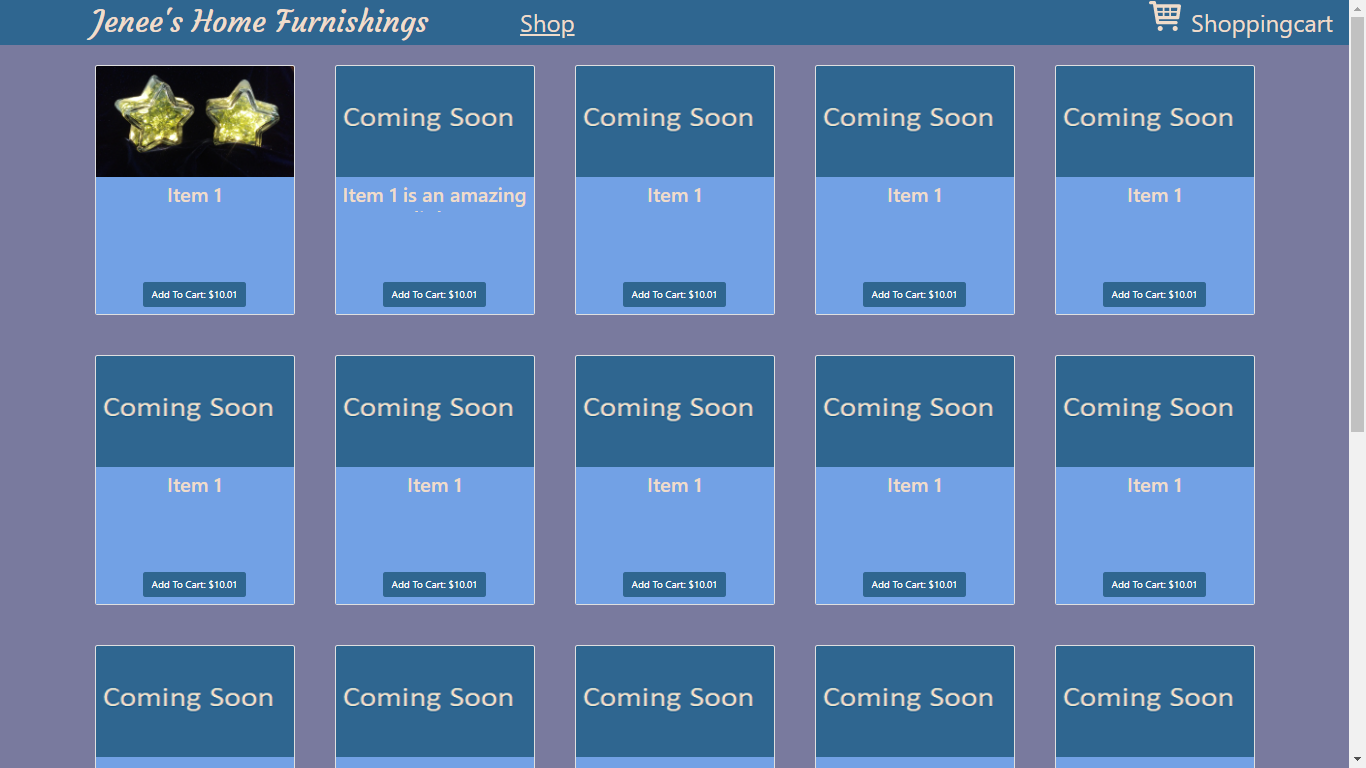 Jenee's Home Furnishings Shop Shoppingcart
Coming Soon Coming Soon Coming Soon Coming Soon
Item 1 Item 1 is an amazing Item 1 Item 1 Item 1
Add To Cart: $10.01 Add To Cart: $10.01 Add To Cart: $10.01 Add To Cart: $10.01 Add To Cart: $10.01
Coming Soon Coming Soon Coming Soon Coming Soon Coming Soon
Item 1 Item 1 Item 1 Item 1 Item 1
Add To Cart: $10.01 Add To Cart: $10.01 Add To Cart: $10.01 Add To Cart: $10.01 Add To Cart: $10.01
Coming Soon Coming Soon Coming Soon Coming Soon Coming Soon